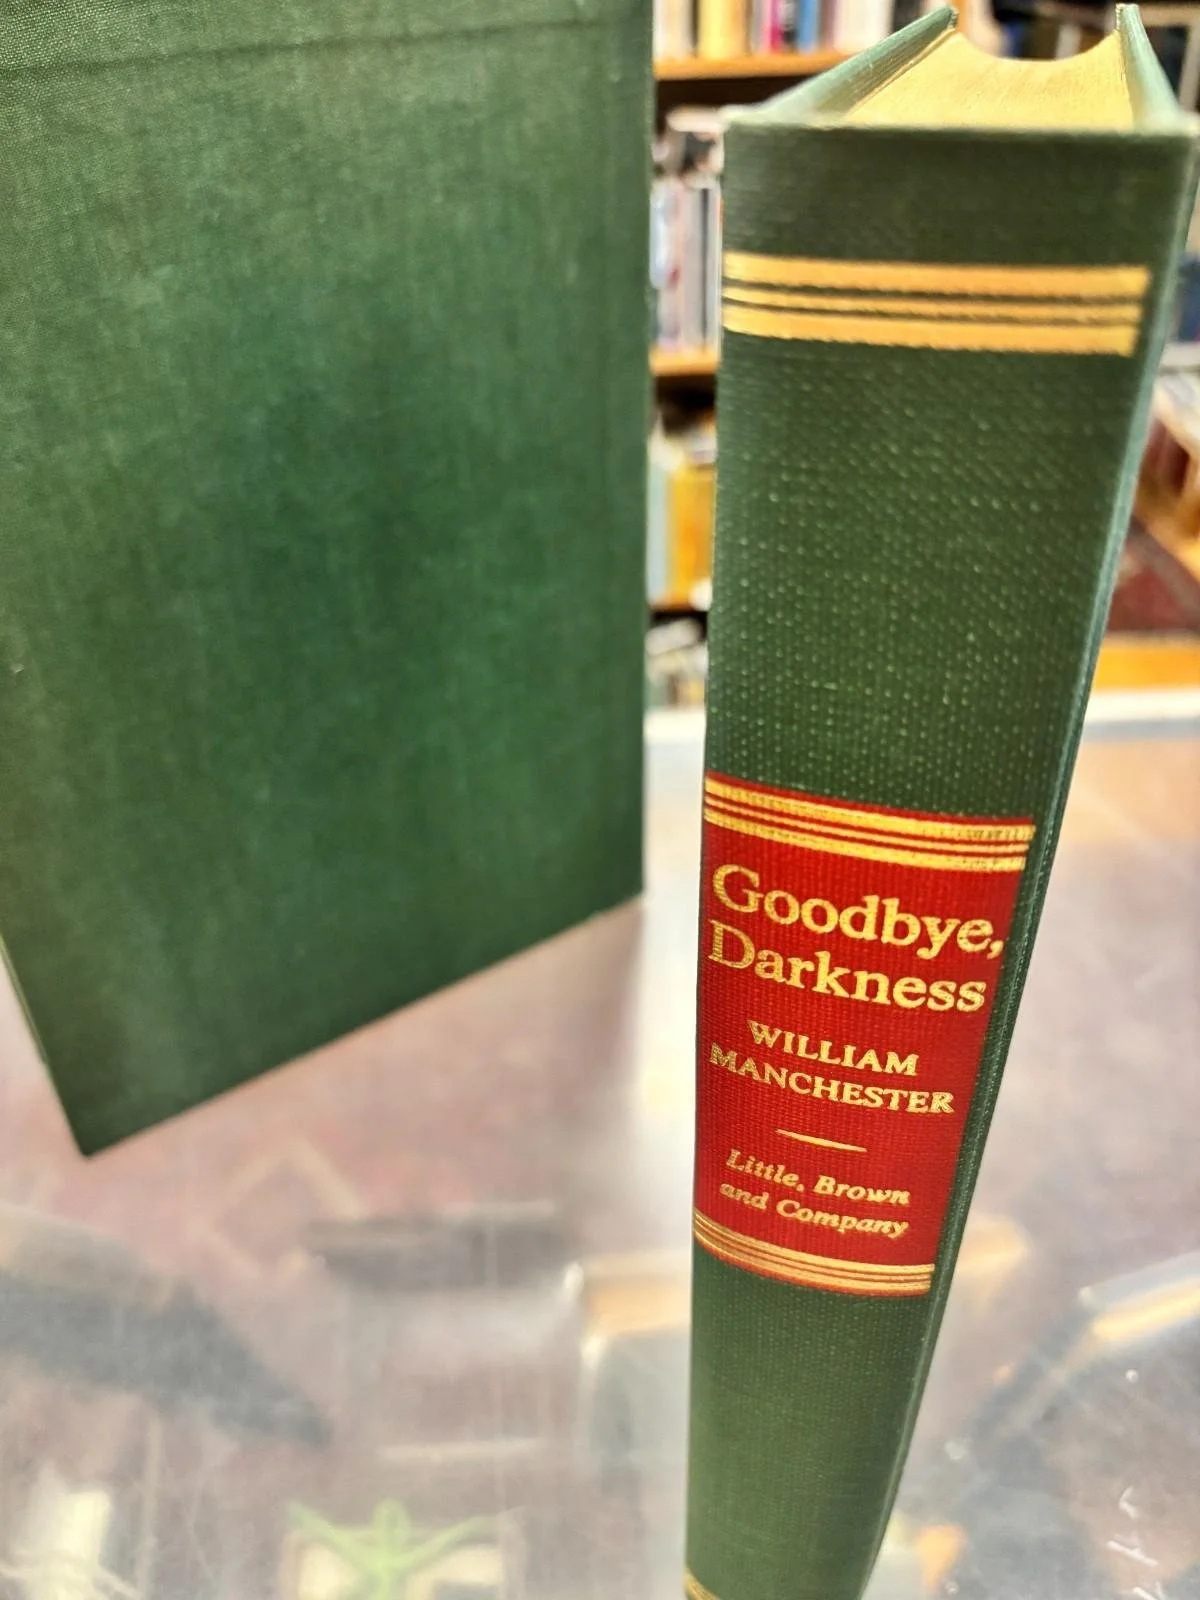 Goodbye,
Darkness
WILLIAM
MANCHESTER
Little, Brown
and Company